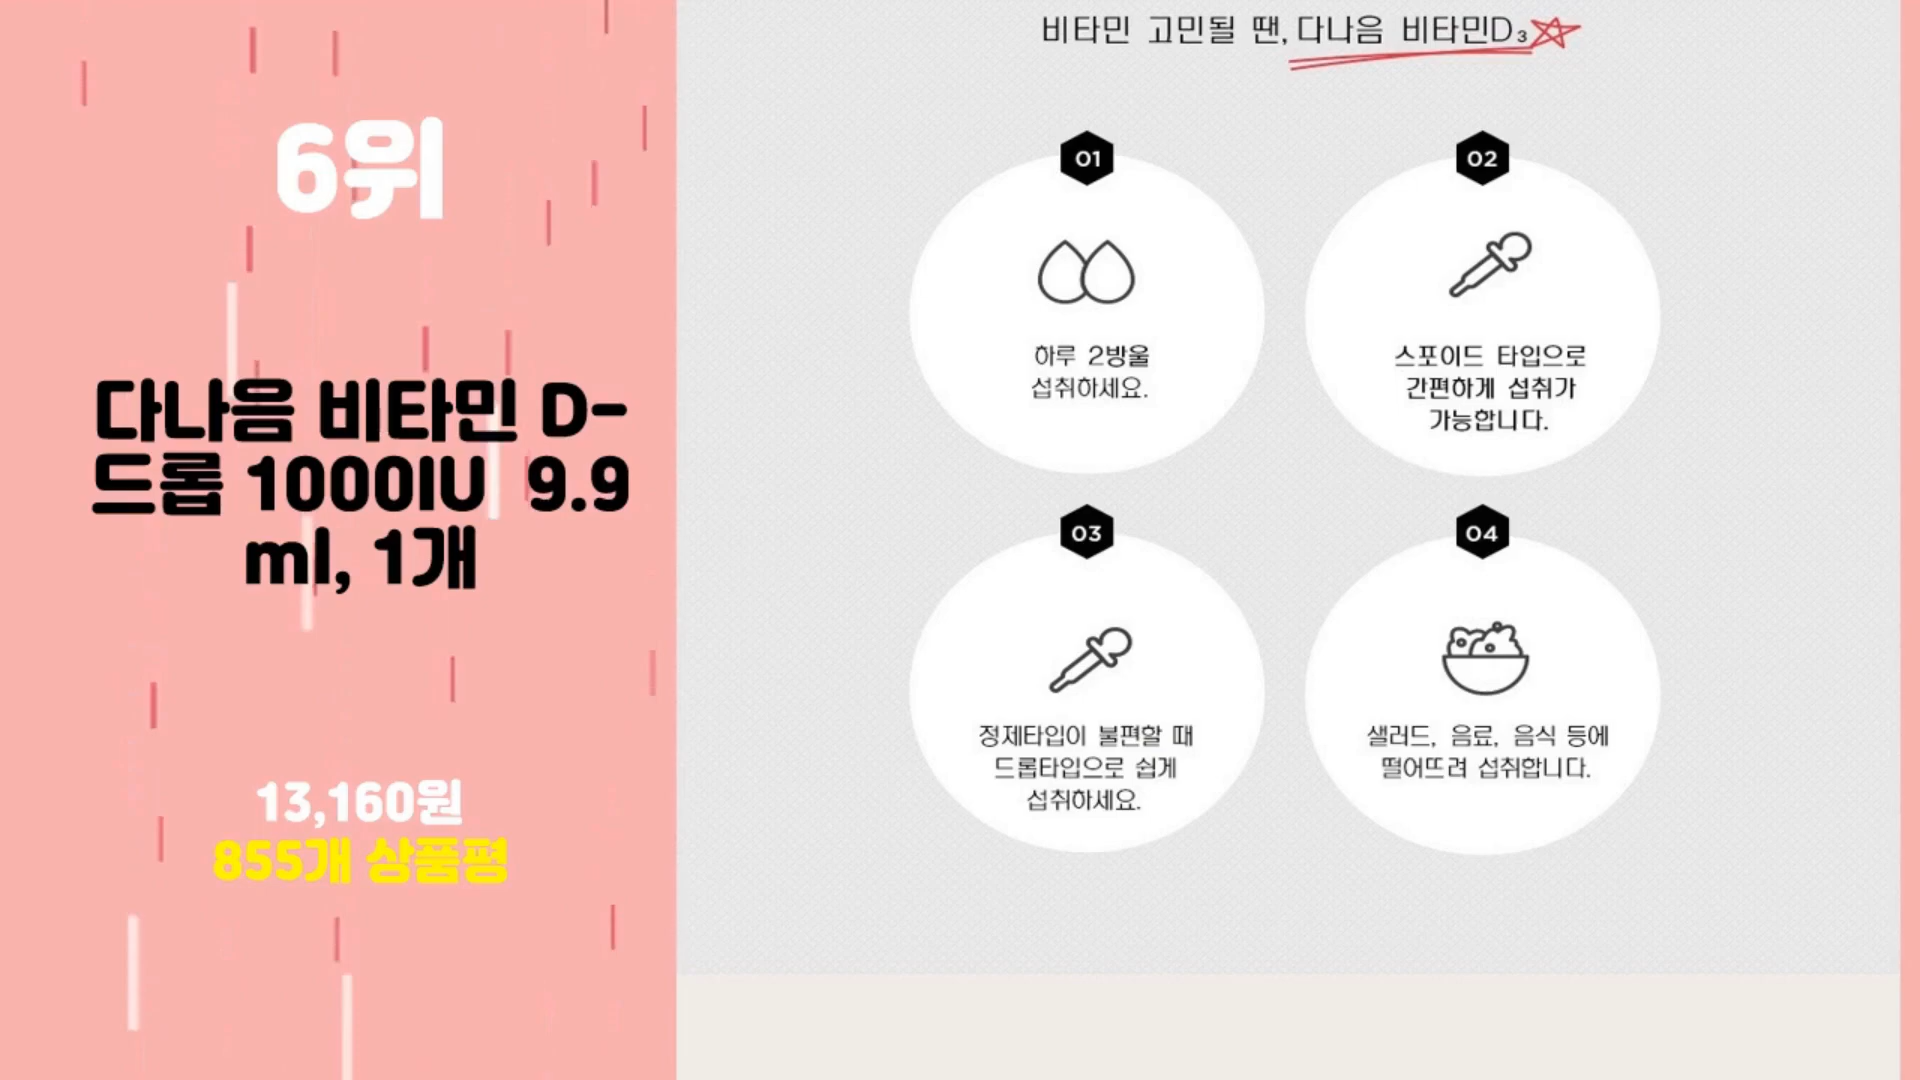 6위
다나음 비타민 D-
드롭 1000IU 9.9
ml, 1개
13,160원
855개 상품평
비타민 고민될 땐, 다나음 비타민D₃
01
하루 2방울
섭취하세요.
02
스포이드 타입으로
간편하게 섭취가
가능합니다.
03
정제타입이 불편할 때
드롭타입으로 쉽게
섭취하세요.
04
샐러드, 음료, 음식 등에
떨어뜨려 섭취합니다.